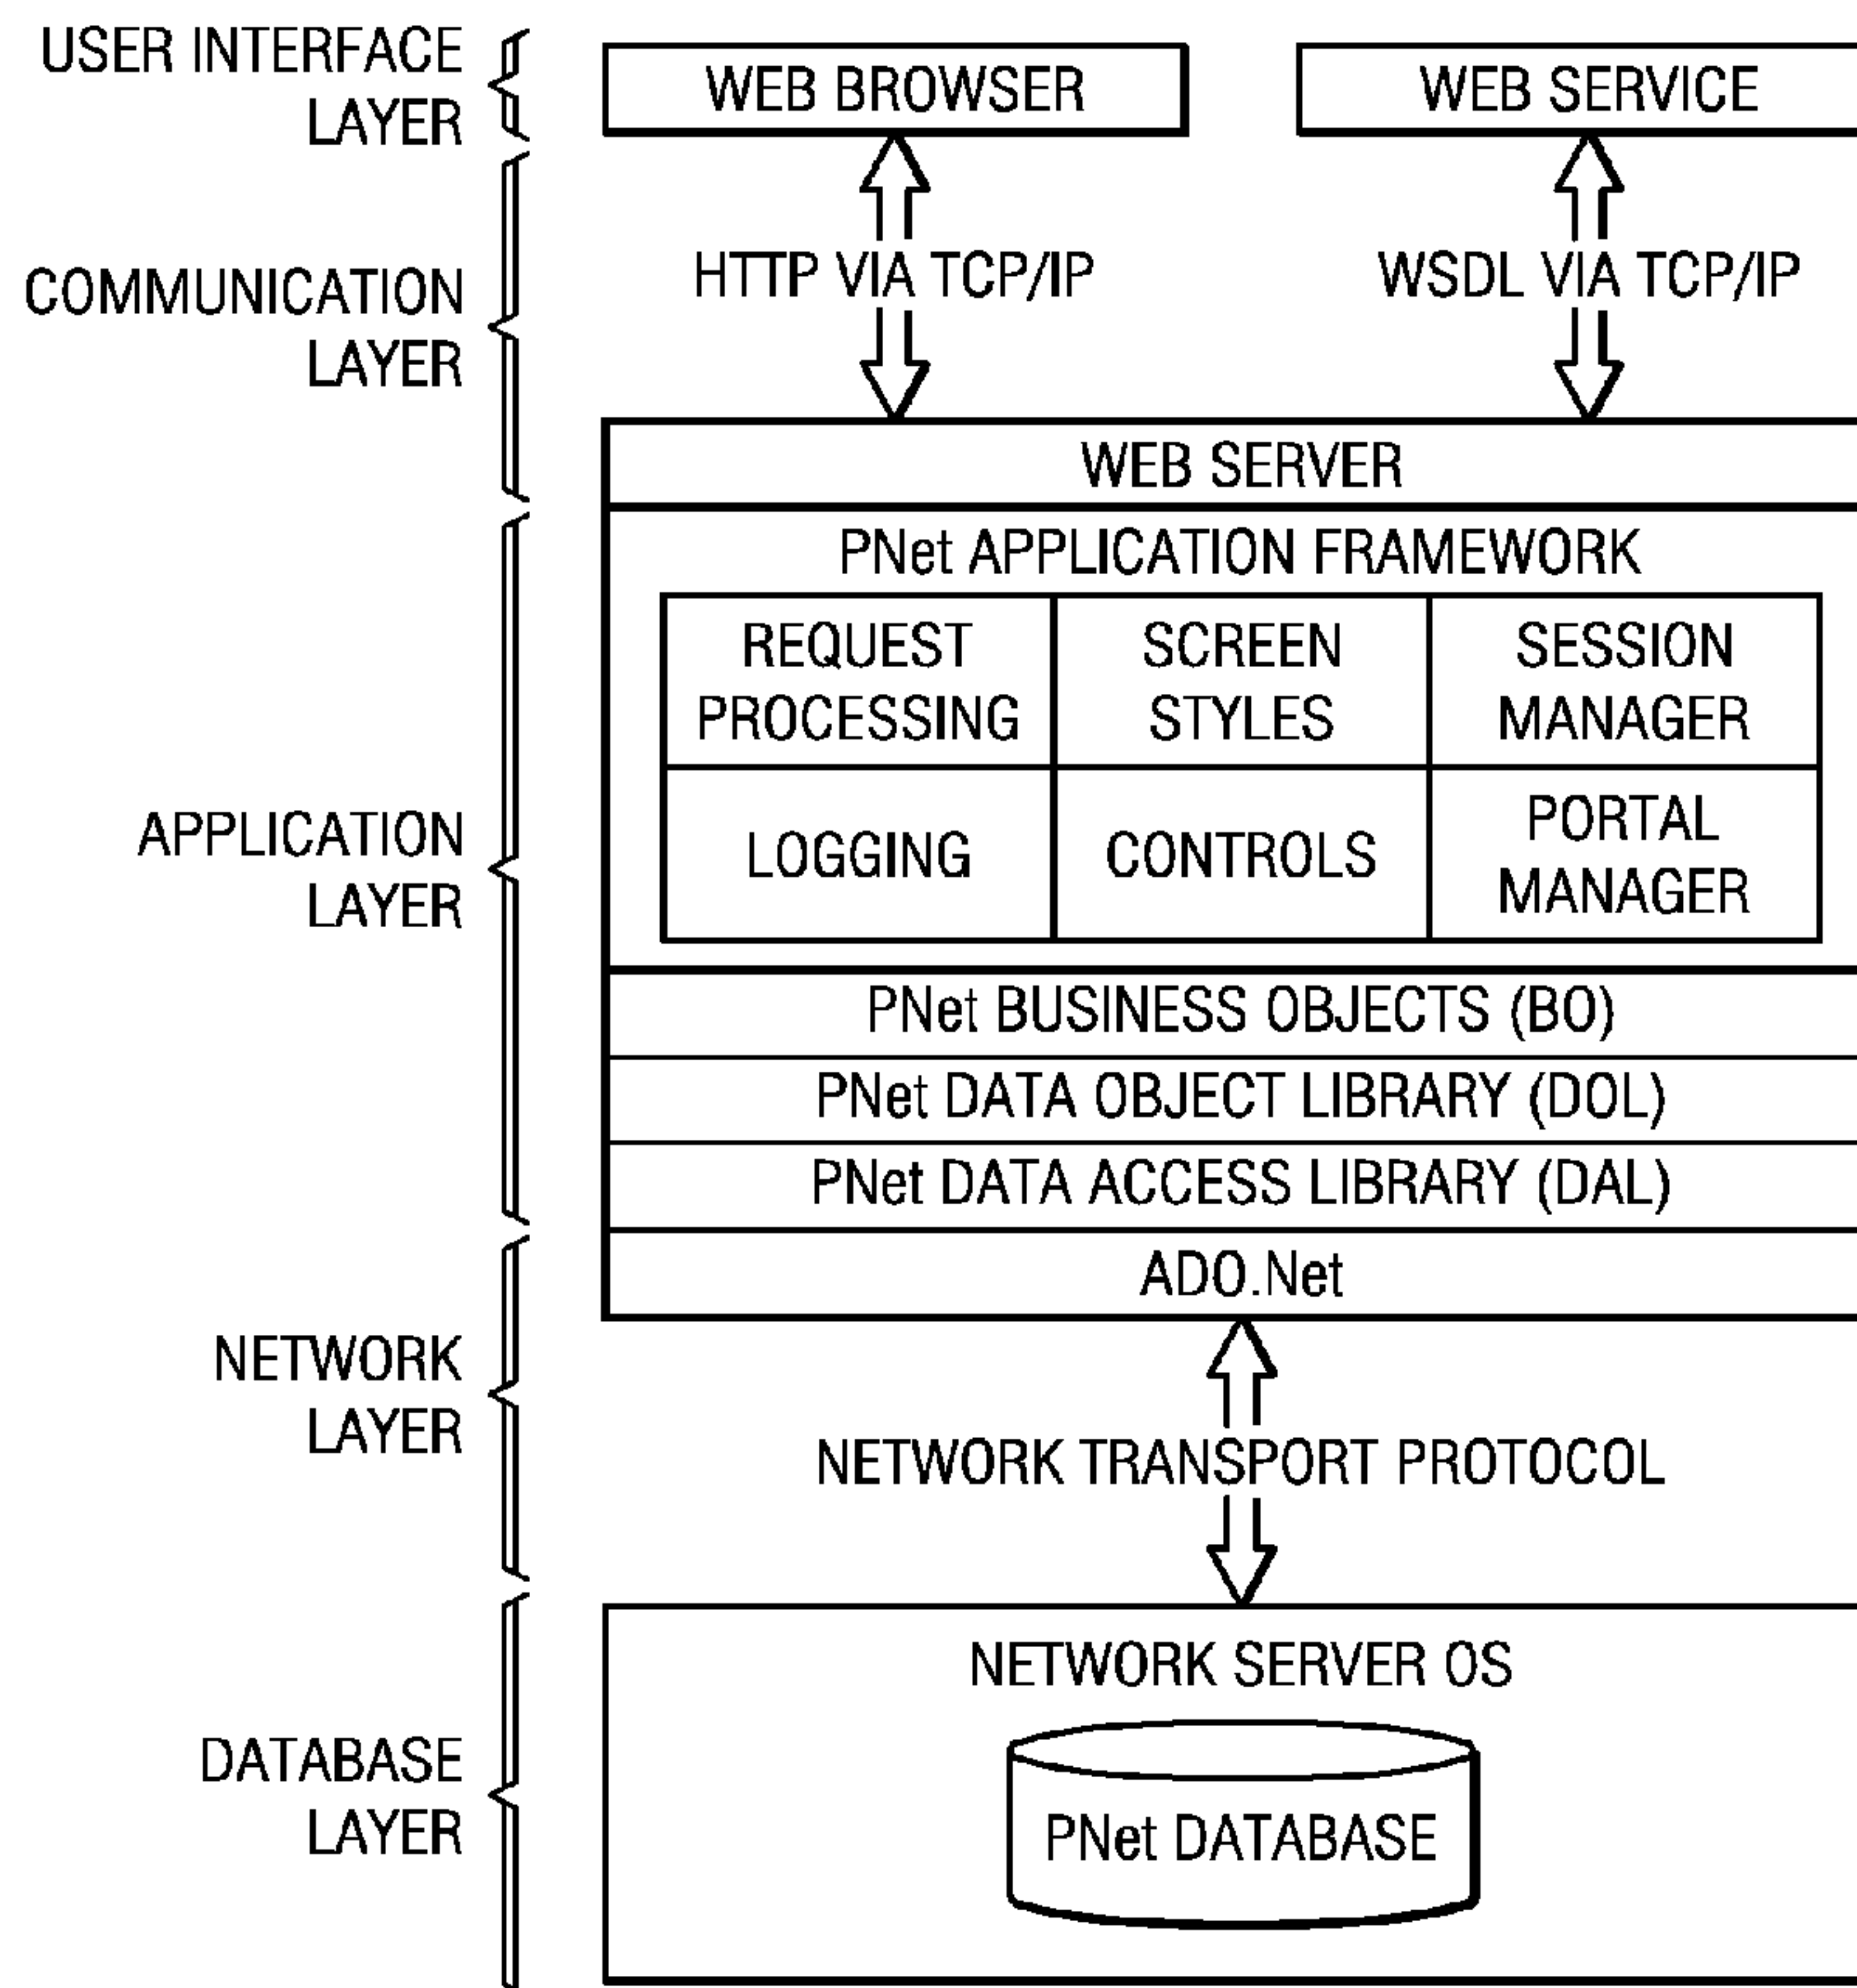 USER INTERFACE
LAYER
WEB BROWSER
WEB SERVICE
COMMUNICATION
LAYER
HTTP VIA TCP/IP
WSDL VIA TCP/IP
WEB SERVER
APPLICATION
LAYER
PNet APPLICATION FRAMEWORK
REQUEST
PROCESSING
SCREEN
STYLES
SESSION
MANAGER
LOGGING
CONTROLS
PORTAL
MANAGER
PNet BUSINESS OBJECTS (BO)
PNet DATA OBJECT LIBRARY (DOL)
PNet DATA ACCESS LIBRARY (DAL)
NETWORK
LAYER
ADO.Net
NETWORK TRANSPORT PROTOCOL
DATABASE
LAYER
NETWORK SERVER OS
PNet DATABASE